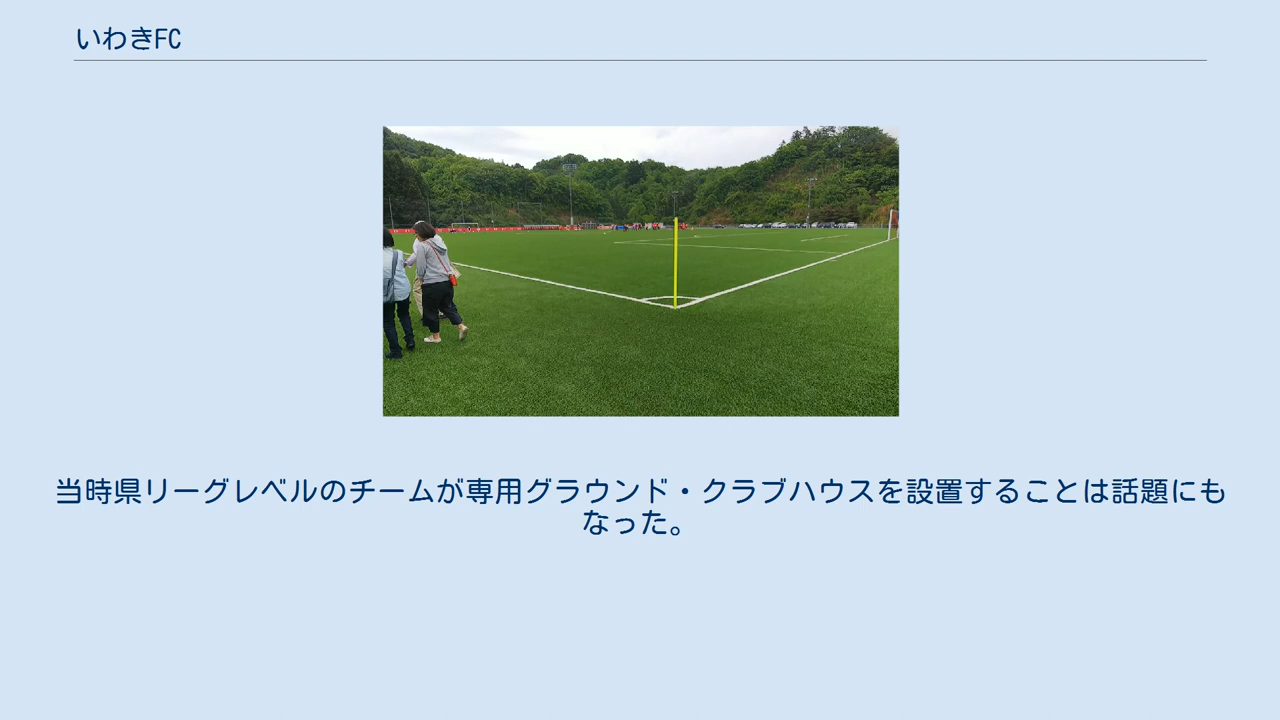 いわきFC
当時県リーグレベルのチームが専用グラウンド・クラブハウスを設置することは話題にも
なった。